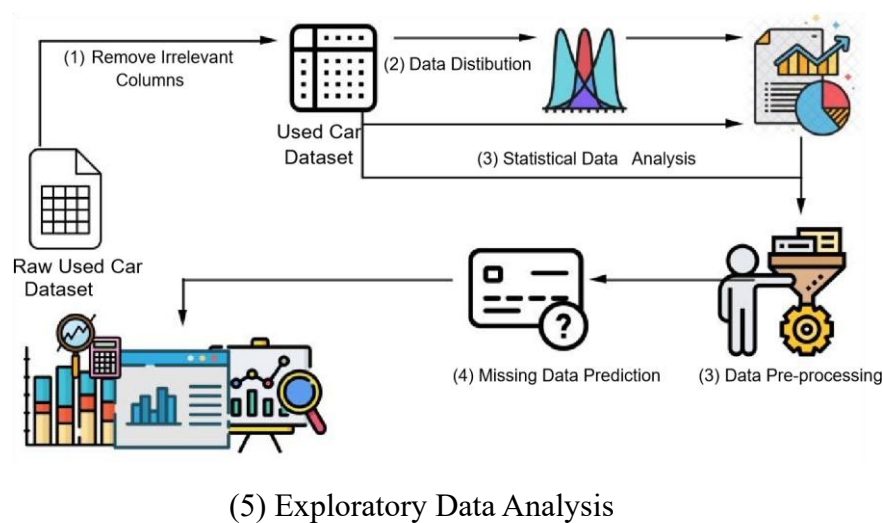 (1) Remove Irrelevant
Columns
(2) Data Distibution
Used Car
Dataset
(3) Statistical Data Analysis
Raw Used Car
Dataset
?
(4) Missing Data Prediction
(3) Data Pre-processing
(5) Exploratory Data Analysis